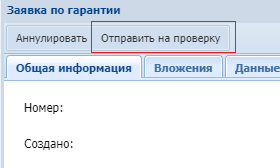 Заявка по гарантии
Аннулировать Отправить на проверку
Общая информация Вложения Данные
Номер:
Создано: